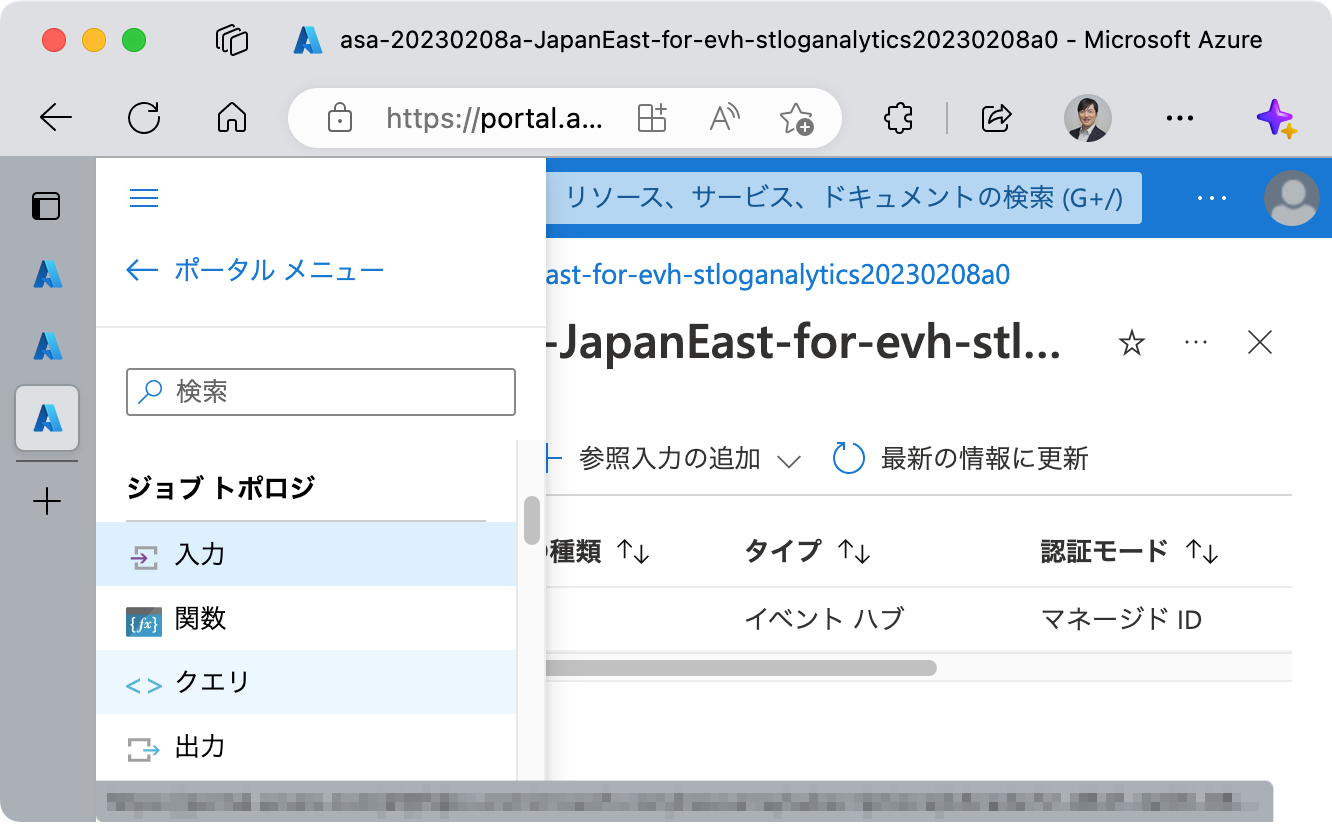 asa-20230208a-JapanEast-for-evh-stloganalytics20230208a0 - Microsoft Azure
https://portal.a...
リソース、サービス、ドキュメントの検索 (G+/)
ポータル メニュー
ast-for-evh-stloganalytics20230208a0
-JapanEast-for-evh-stl...
検索
参照入力の追加
最新の情報に更新
ジョブ トポロジ
入力
種類 タイプ 認証モード
関数
イベント ハブ マネージド ID
クエリ
出力